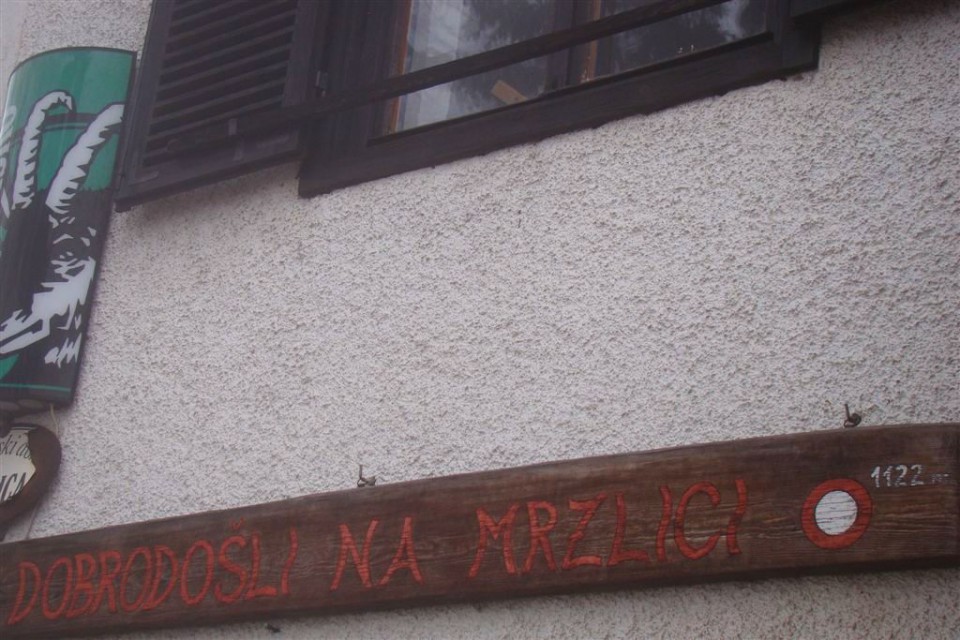 DOBRODOŠLI NA MRZLICI 1122 m